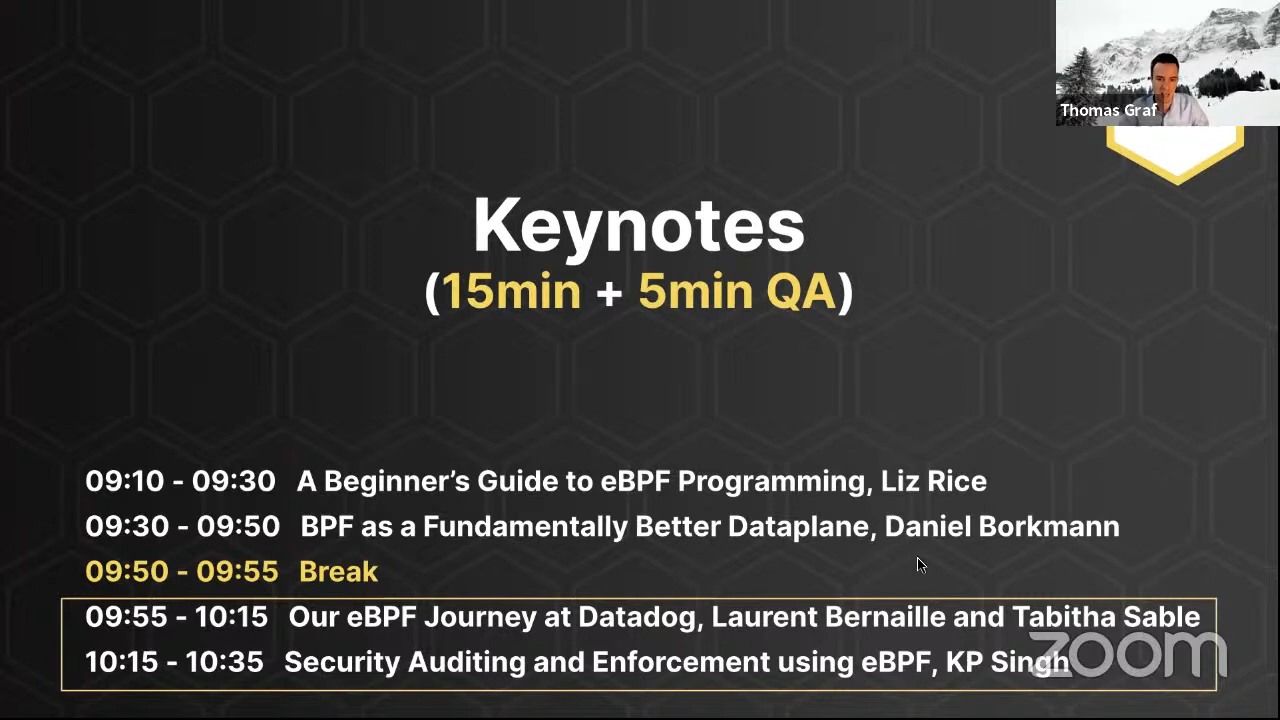 Thomas Graf
Keynotes
(15min + 5min QA)
09:10 - 09:30 A Beginner’s Guide to eBPF Programming, Liz Rice
09:30 - 09:50 BPF as a Fundamentally Better Dataplane, Daniel Borkmann
09:50 - 09:55 Break
09:55 - 10:15 Our eBPF Journey at Datadog, Laurent Bernaille and Tabitha Sable
10:15 - 10:35 Security Auditing and Enforcement using eBPF, KP Singh
zoom